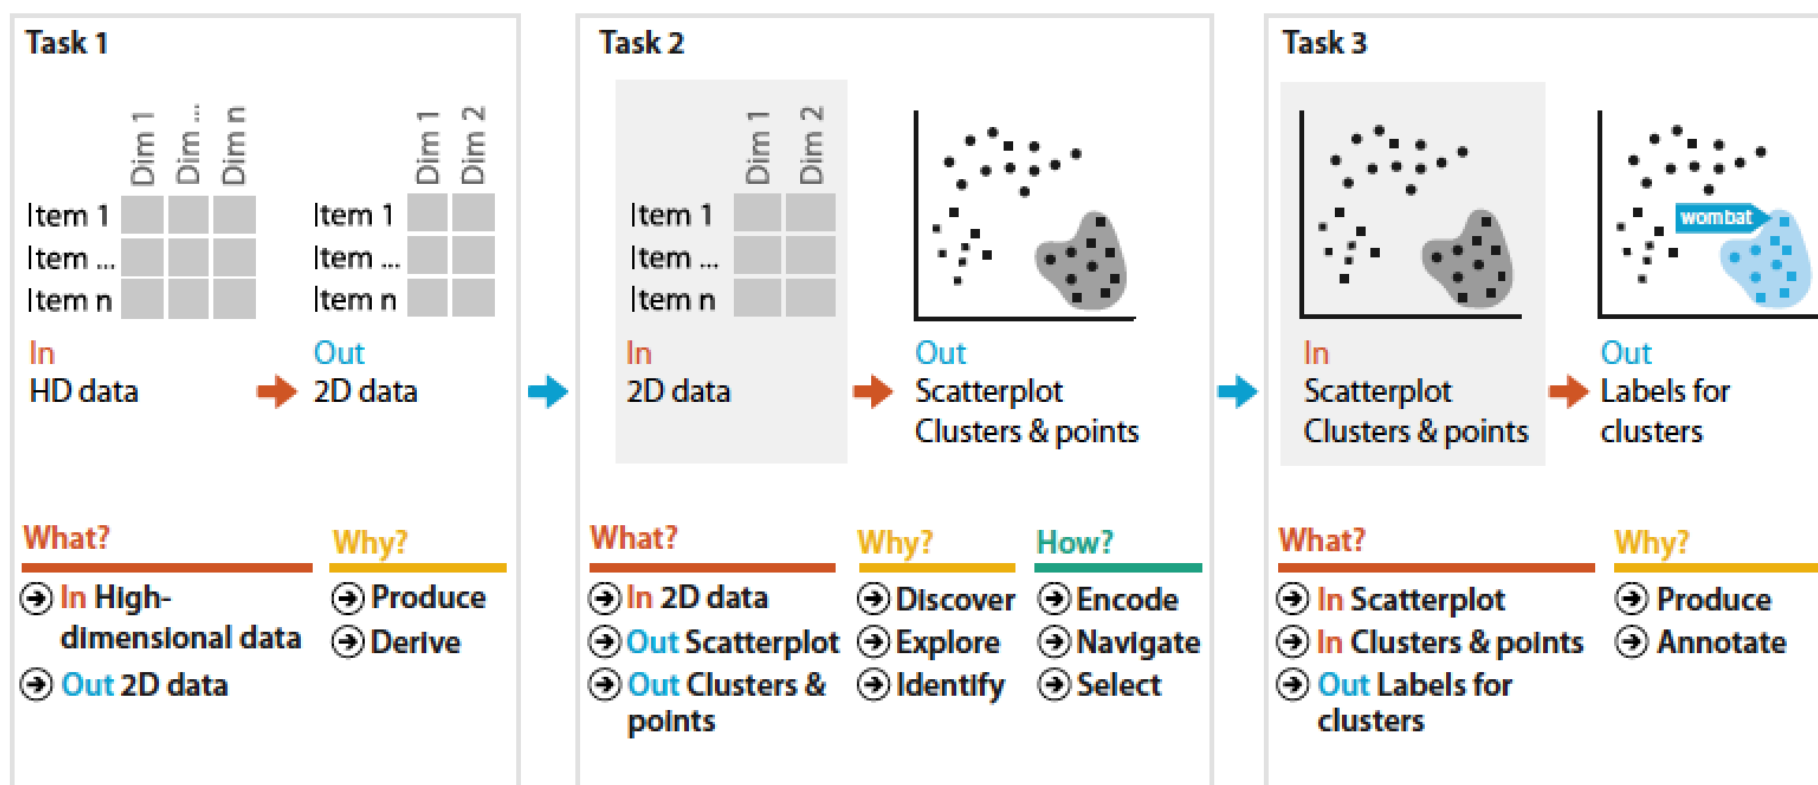 Task 1
Dim 1
Dim ...
Dim n
Item 1
Item ...
Item n
In
HD data
Dim 1
Dim 2
Item 1
Item ...
Item n
Out
2D data
What?
In High-
dimensional data
Out 2D data
Why?
Produce
Derive
Task 2
Dim 1
Dim 2
Item 1
Item ...
Item n
In
2D data
Out
Scatterplot
Clusters & points
What?
In 2D data
Out Scatterplot
Out Clusters &
points
Why?
Discover
Explore
Identify
How?
Encode
Navigate
Select
Task 3
In
Scatterplot
Clusters & points
wombat
Out
Labels for
clusters
What?
In Scatterplot
In Clusters & points
Out Labels for
clusters
Why?
Produce
Annotate